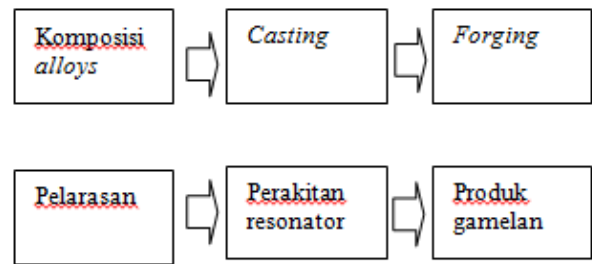 Komposisi
alloys
Casting
Forging
Pelarasan
Perakitan
resonator
Produk
gamelan